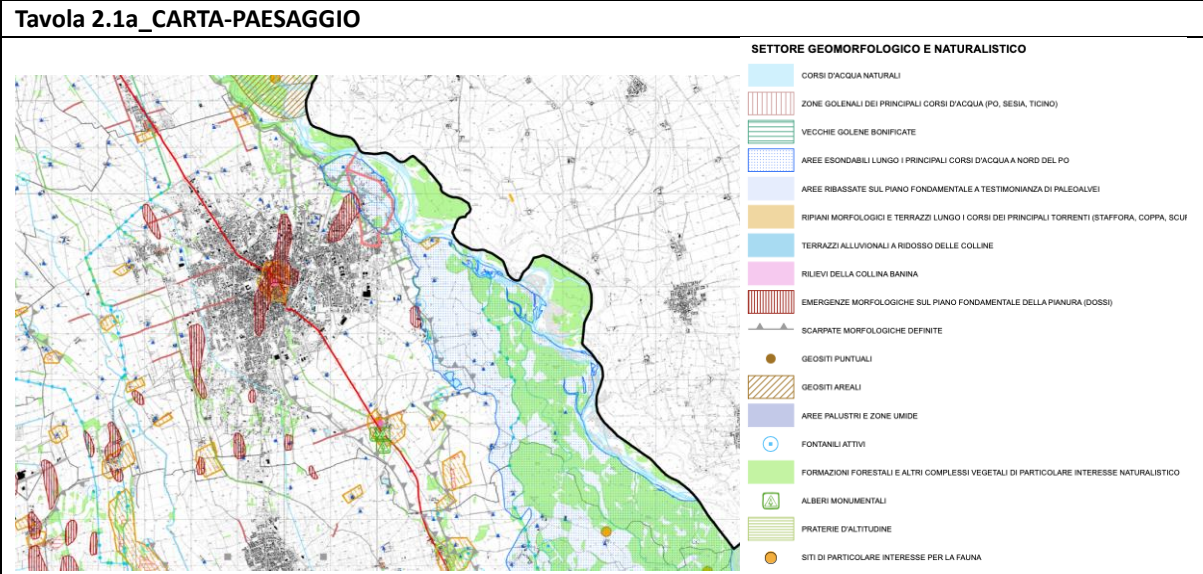 Tavola 2.1a_CARTA-PAESAGGIO
SETTORE GEOMORFOLOGICO E NATURALISTICO
CORSI D'ACQUA NATURALI
ZONE GOLENALI DEI PRINCIPALI CORSI D'ACQUA (PO, SESIA, TICINO)
VECCHIE GOLENE BONIFICATE
AREE ESONDABILI LUNGO I PRINCIPALI CORSI D'ACQUA A NORD DEL PO
AREE RIBASSATE SUL PIANO FONDAMENTALE A TESTIMONIANZA DI PALEOALVEI
RIPIANI MORFOLOGICI E TERRAZZI LUNGO I CORSI DEI PRINCIPALI TORRENTI (STAFFORA, COPPA,
TERRAZZI ALLUVIONALI A RIDOSSO DELLE COLLINE
RILIEVI DELLA COLLINA BANINA
EMERGENZE MORFOLOGICHE SUL PIANO FONDAMENTALE DELLA PIANURA (DOSSI)
SCARPATE MORFOLOGICHE DEFINITE
GEOSITI PUNTUALI
GEOSITI AREALI
AREE PALUSTRI E ZONE UMIDE
FONTANILI ATTIVI
FORMAZIONI FORESTALI E ALTRI COMPLESSI VEGETALI DI PARTICOLARE INTERESSE NATURALISTICO
ALBERI MONUMENTALI
PRATERIE D'ALTITUDINE
SITI DI PARTICOLARE INTERESSE PER LA FAUNA